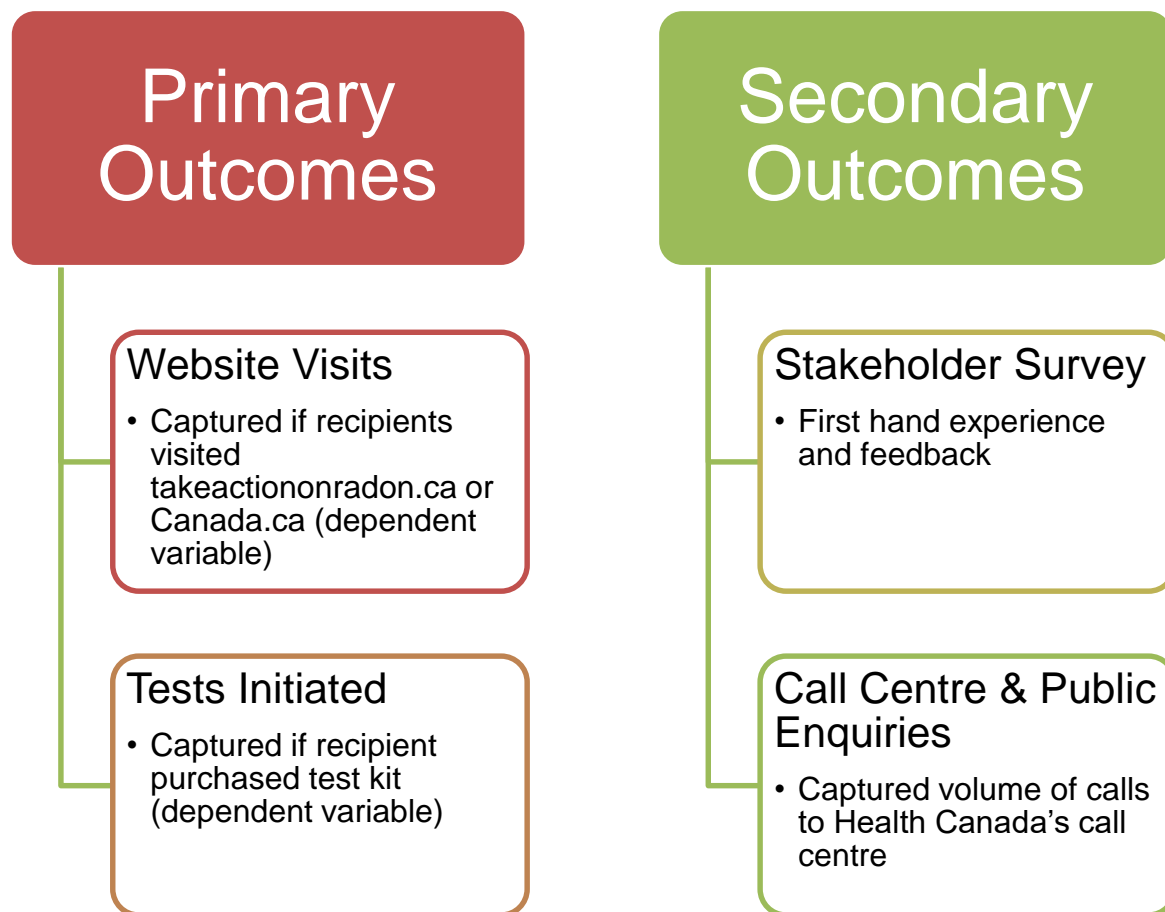 Primary
Outcomes
Website Visits
• Captured if recipients
visited
takeactiononradon.ca or
Canada.ca (dependent
variable)
Tests Initiated
• Captured if recipient
purchased test kit
(dependent variable)
Secondary
Outcomes
Stakeholder Survey
• First hand experience
and feedback
Call Centre & Public
Enquiries
• Captured volume of calls
to Health Canada’s call
centre